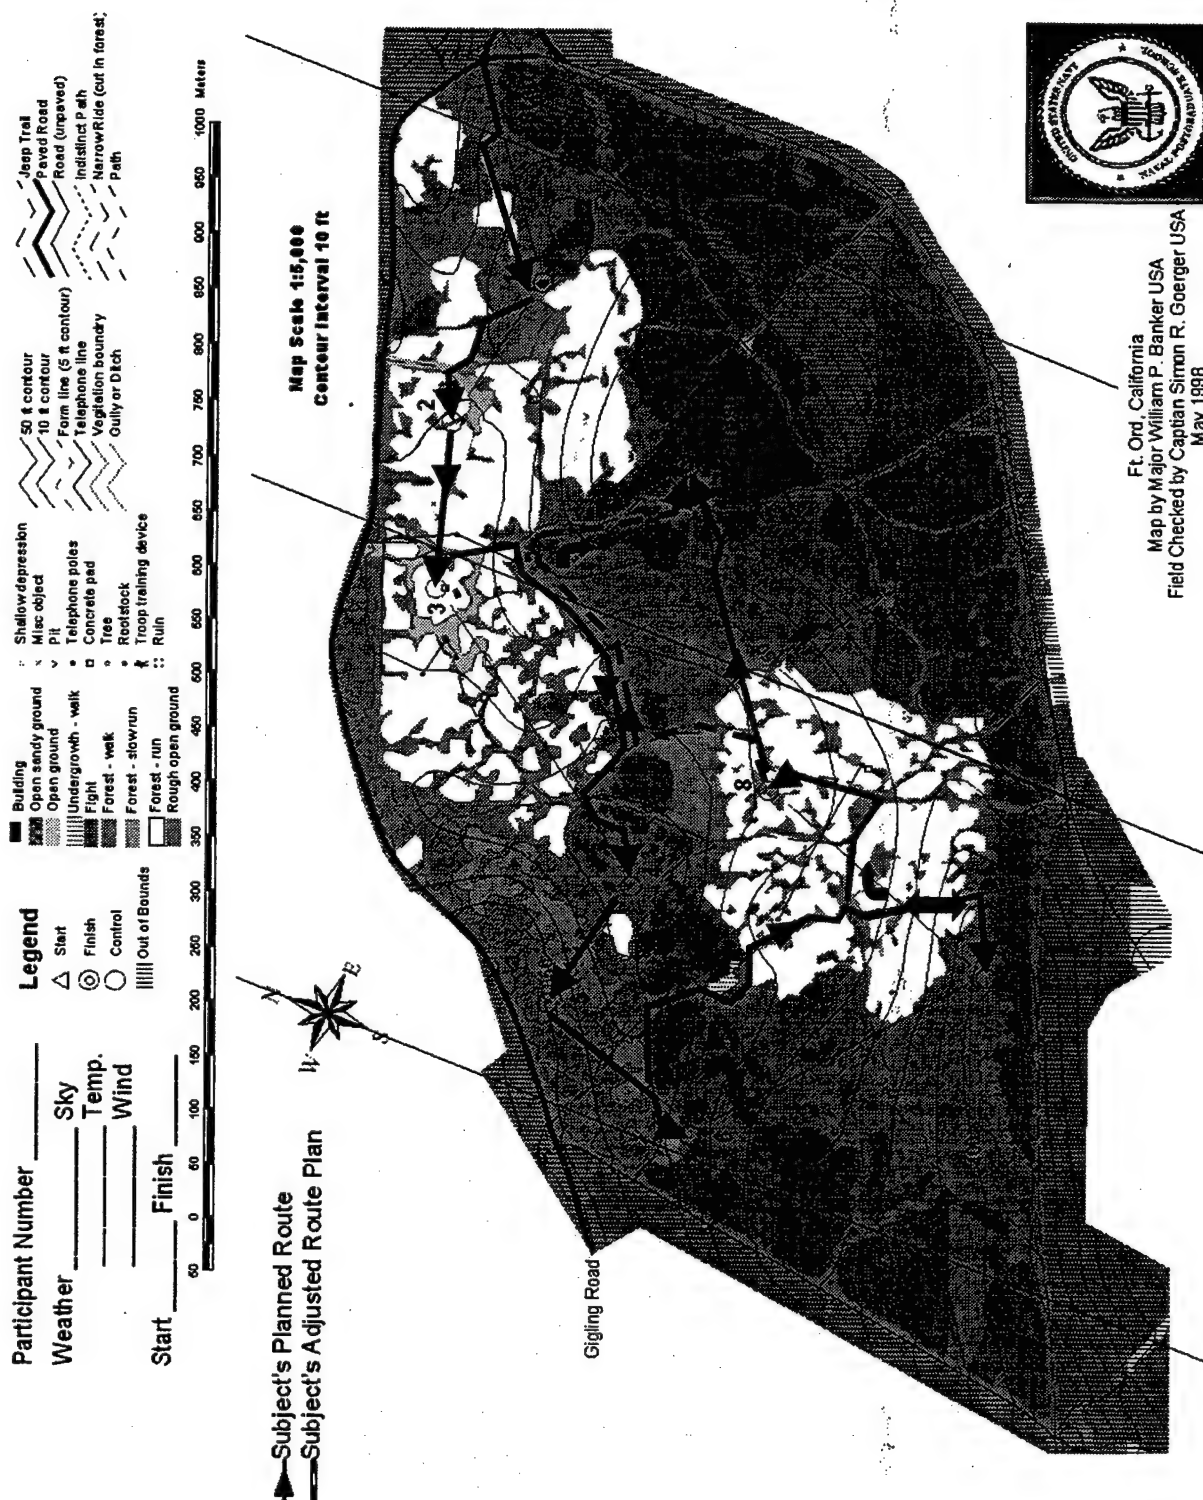 Participant Number
Weather
Sky
Temp.
Wind
Start
Finish
Legend
Start
Finish
Control
Out of Bounds
Building
Open sandy ground
Open ground
Undergrowth - walk
Fight
Forest - walk
Forest - slow run
Forest - run
Rough open ground
Shallow depression
Misc object
Pit
Telephone poles
Concrete pad
Tree
Rootstock
Troop training device
Ruin
50 ft contour
10 ft contour
Form line (5 ft contour)
Telephone line
Vegitation boundry
Gully or Ditch
Jeep Trail
Paved Road
Road (unpaved)
Indistinct Path
Narrow Ride (cut in forest)
Path
50 0 50 100 150 200 250 300 350 400 450 500 550 600 650 700 750 800 850 900 950 1000 Meters
Map Scale 1:5,000
Contour Interval 10 ft
N
E
S
W
Subject's Planned Route
Subject's Adjusted Route Plan
Gigling Road
2
3
8
Ft. Ord, California
Map by Major William P. Banker USA
Field Checked by Captian Simon R. Goerger USA
May, 1998
UNITED STATES NAVY
NAVAL POSTGRADUATE SCHOOL